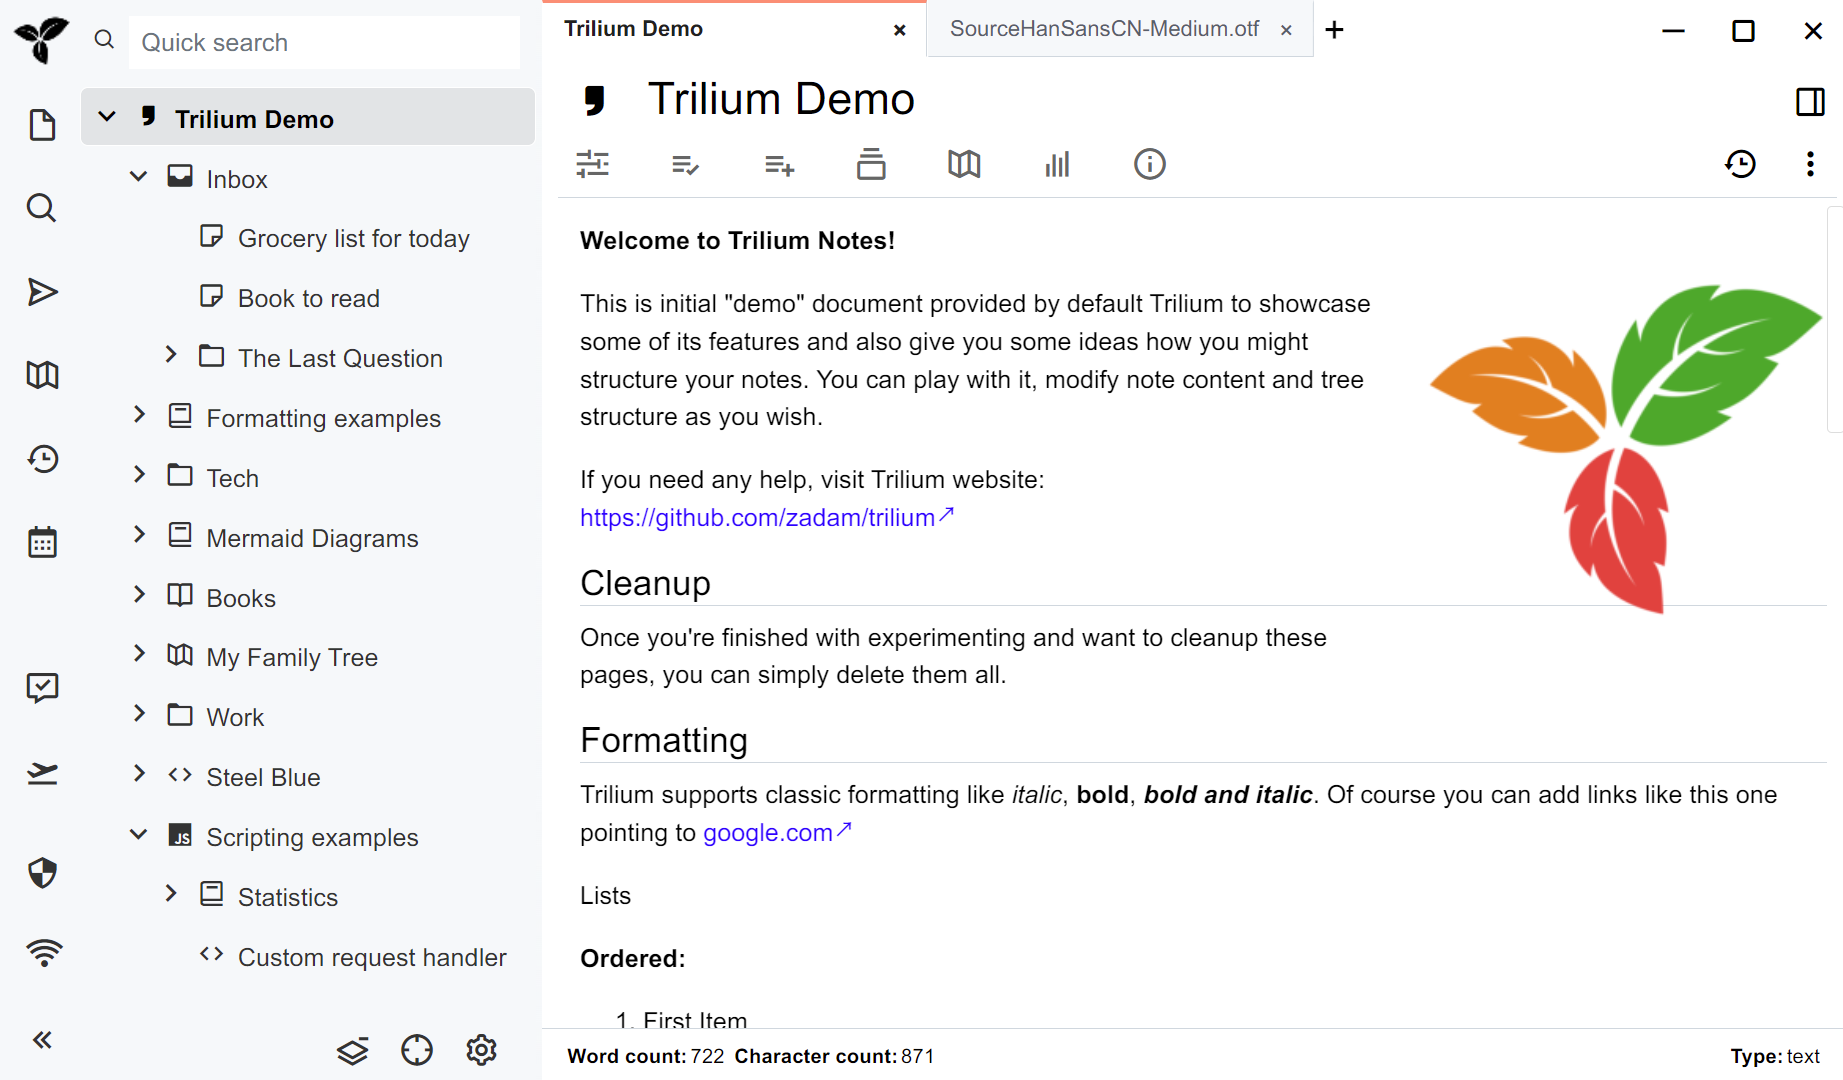 Quick search
Trilium Demo
Inbox
Grocery list for today
Book to read
The Last Question
Formatting examples
Tech
Mermaid Diagrams
Books
My Family Tree
Work
Steel Blue
JS Scripting examples
Statistics
Custom request handler
Trilium Demo
SourceHanSansCN-Medium.otf
Trilium Demo
Welcome to Trilium Notes!
This is initial "demo" document provided by default Trilium to showcase
some of its features and also give you some ideas how you might
structure your notes. You can play with it, modify note content and tree
structure as you wish.
If you need any help, visit Trilium website:
https://github.com/zadam/trilium
Cleanup
Once you're finished with experimenting and want to cleanup these
pages, you can simply delete them all.
Formatting
Trilium supports classic formatting like italic, bold, bold and italic. Of course you can add links like this one
pointing to google.com
Lists
Ordered:
1. First Item
Word count: 722 Character count: 871
Type: text